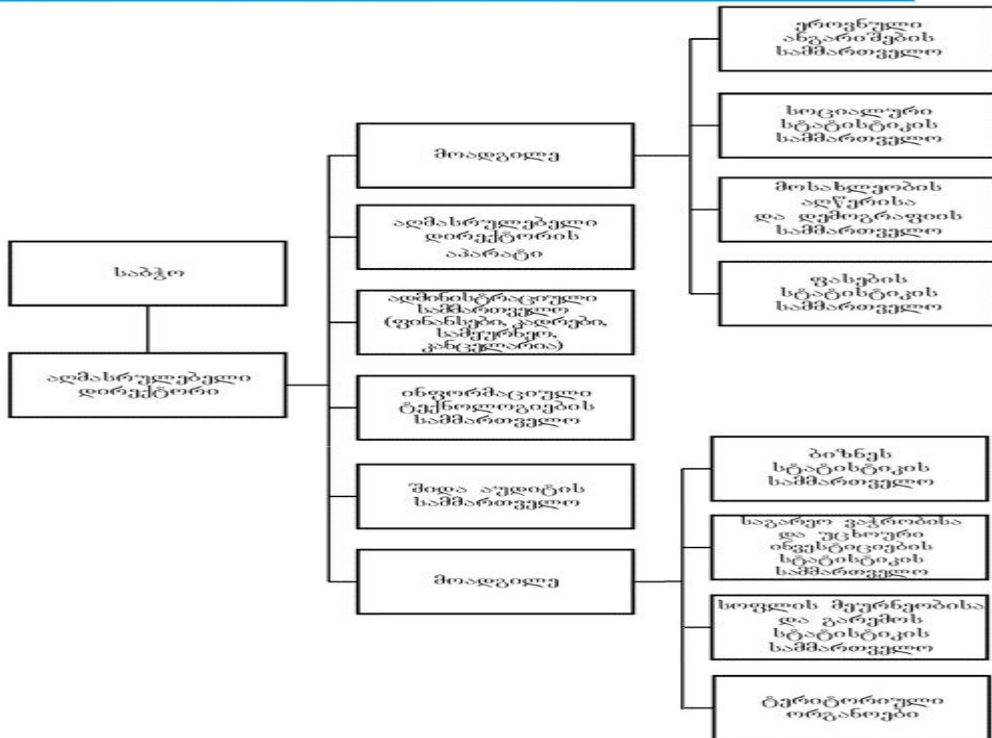 საბჭო
აღმასრულებელი
დირექტორი
მოადგილე
აღმასრულებელი
დირექტორის
აპარატი
ადმინისტრაციული
სამმართველო
(ფინანსები, კადრები,
სამეურნეო,
კანცელარია)
ინფორმაციული
ტექნოლოგიების
სამმართველო
შიდა აუდიტის
სამმართველო
მოადგილე
ეროვნული
ანგარიშების
სამმართველო
სოციალური
სტატისტიკის
სამმართველო
მოსახლეობის
აღწერისა
და დემოგრაფიის
სამმართველო
ფასების
სტატისტიკის
სამმართველო
ბიზნეს
სტატისტიკის
სამმართველო
საგარეო ვაჭრობისა
და უცხოური
ინვესტიციების
სტატისტიკის
სამმართველო
სოფლის მეურნეობისა
და გარემოს
სტატისტიკის
სამმართველო
ტერიტორიული
ორგანოები